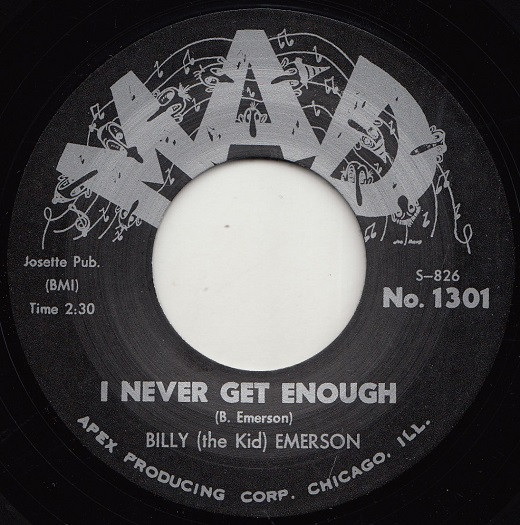 MAD
Josette Pub.
(BMI)
Time 2:30
S-826
No. 1301
I NEVER GET ENOUGH
(B. Emerson)
BILLY (the Kid) EMERSON
APEX PRODUCING CORP. CHICAGO, ILL.